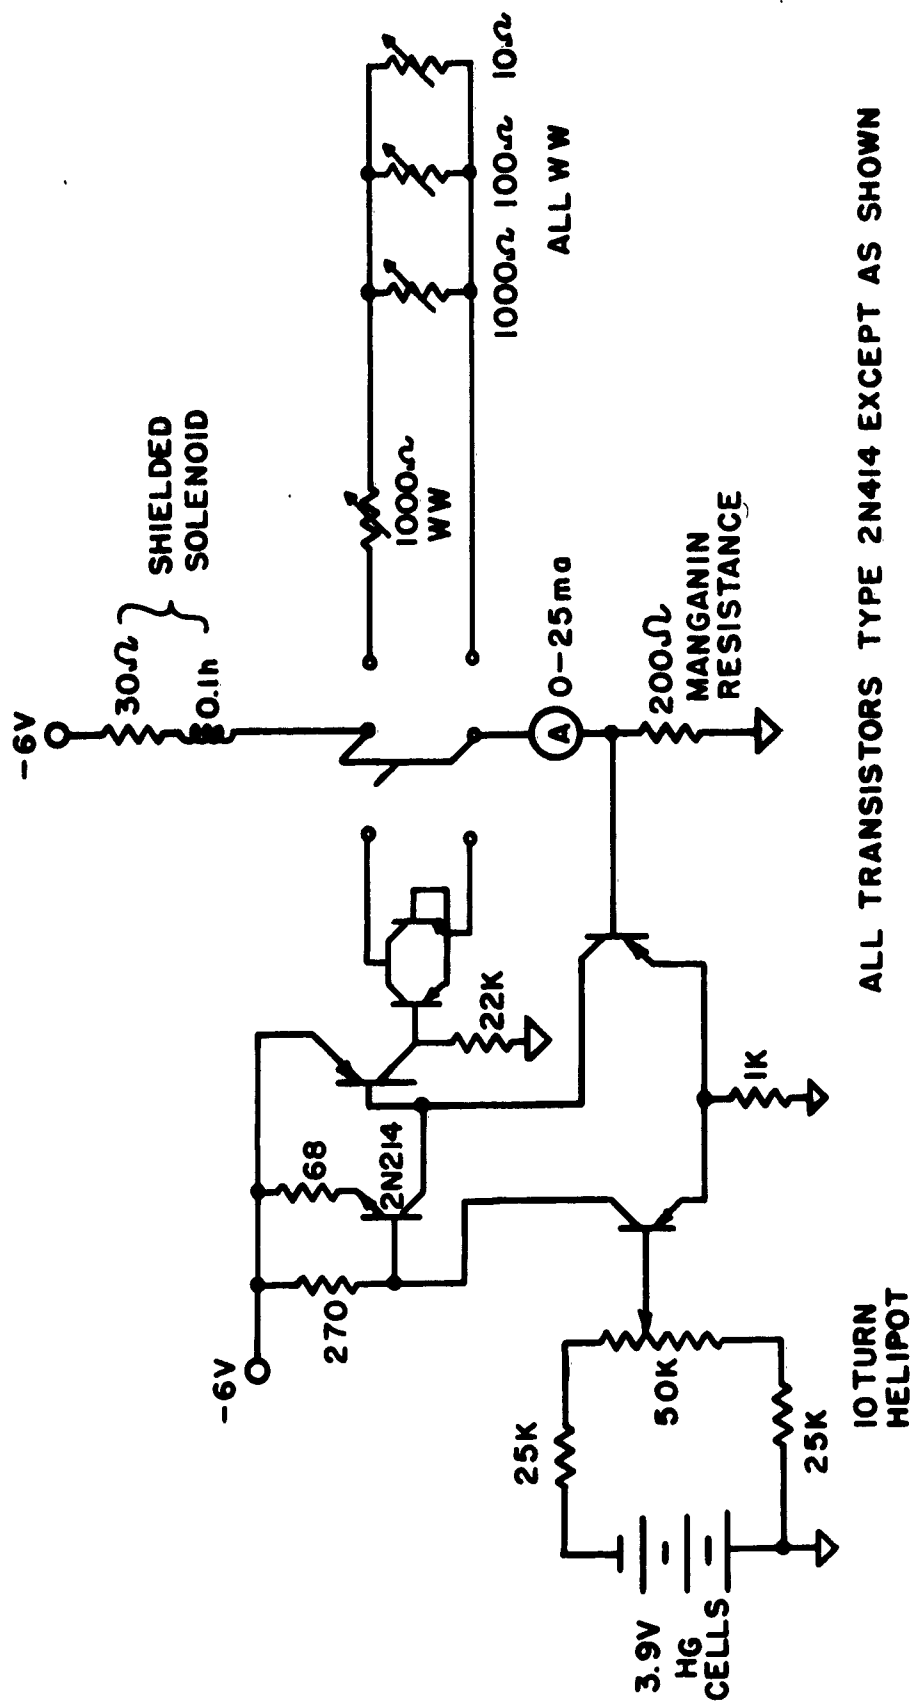 -6V
30Ω
0.1h
SHIELDED
SOLENOID
-6V
270
68
2N214
22K
1000Ω
WW
1000Ω 100Ω 10Ω
ALL WW
0-25ma
A
200Ω
MANGANIN
RESISTANCE
25K
3.9V
HG
CELLS
50K
25K
1K
10 TURN
HELIPOT
ALL TRANSISTORS TYPE 2N414 EXCEPT AS SHOWN